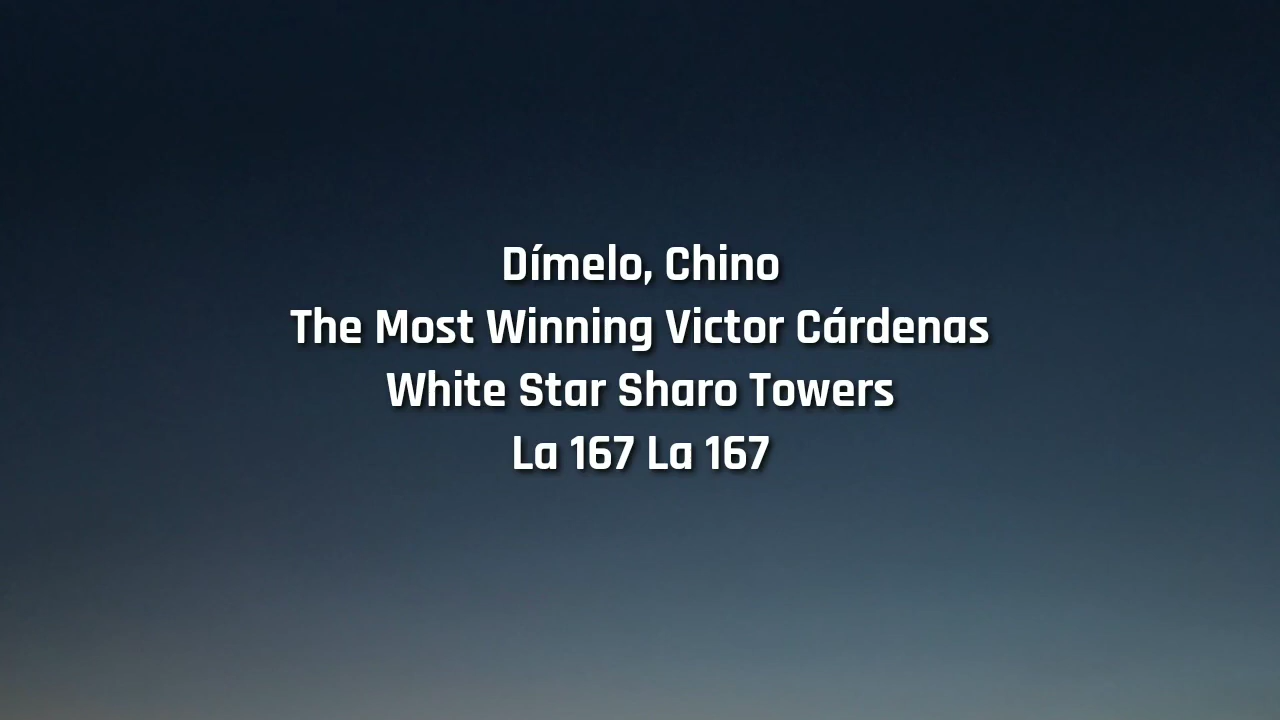 Dímelo, Chino
The Most Winning Victor Cárdenas
White Star Sharo Towers
La 167 La 167